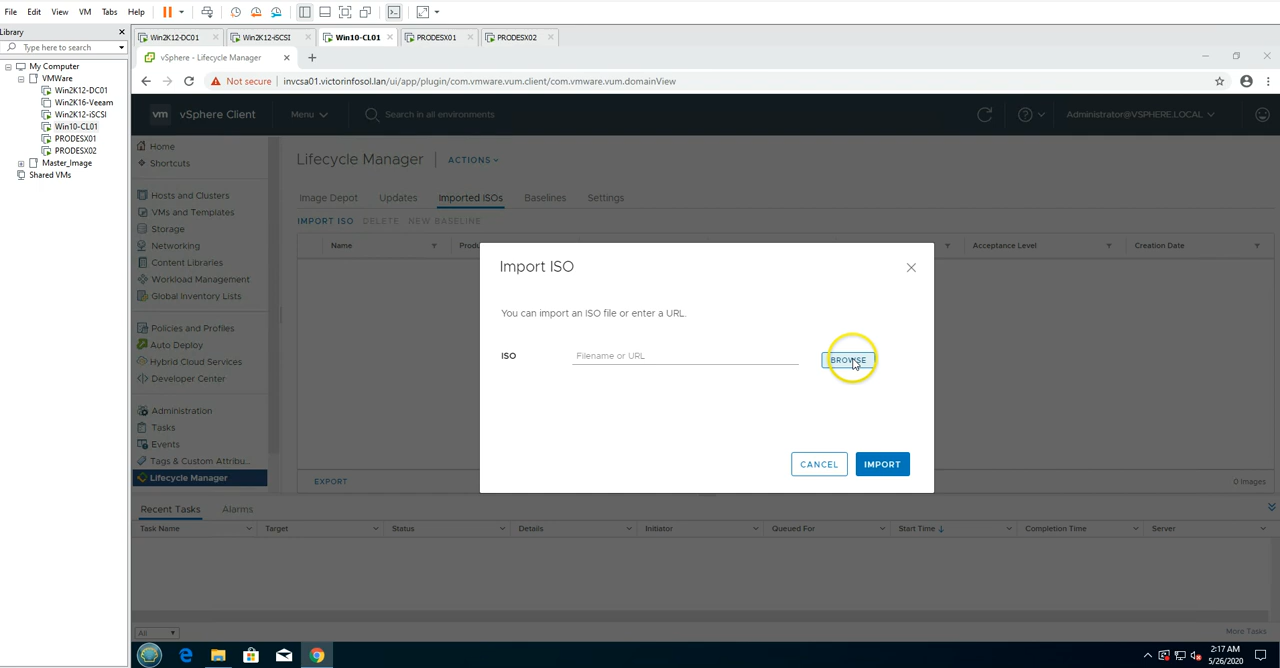 File Edit View VM Tabs Help
Library
Type here to search
My Computer
VMWare
Win2K12-DC01
Win2K16-Veeam
Win2K12-iSCSI
Win10-CL01
PRODESX01
PRODESX02
Master_Image
Shared VMs
Win2K12-DC01 Win2K12-iSCSI Win10-CL01 PRODESX01 PRODESX02
vSphere - Lifecycle Manager
Not secure invcsa01.victorinfosol.lan/ui/app/plugin/com.vmware.vum.client/com.vmware.vum.domainView
vm vSphere Client Menu Search in all environments Administrator@VSPHERE.LOCAL
Home
Shortcuts
Hosts and Clusters
VMs and Templates
Storage
Networking
Content Libraries
Workload Management
Global Inventory Lists
Policies and Profiles
Auto Deploy
Hybrid Cloud Services
Developer Center
Administration
Tasks
Events
Tags & Custom Attribu...
Lifecycle Manager
Lifecycle Manager ACTIONS
Image Depot Updates Imported ISOs Baselines Settings
IMPORT ISO DELETE NEW BASELINE
Name Produ Acceptance Level Creation Date
Import ISO
You can import an ISO file or enter a URL.
ISO Filename or URL BROWSE
CANCEL IMPORT
EXPORT 0 images
Recent Tasks Alarms
Task Name Target Status Details Initiator Queued For Start Time Completion Time Server
All More Tasks
2:17 AM
5/26/2020